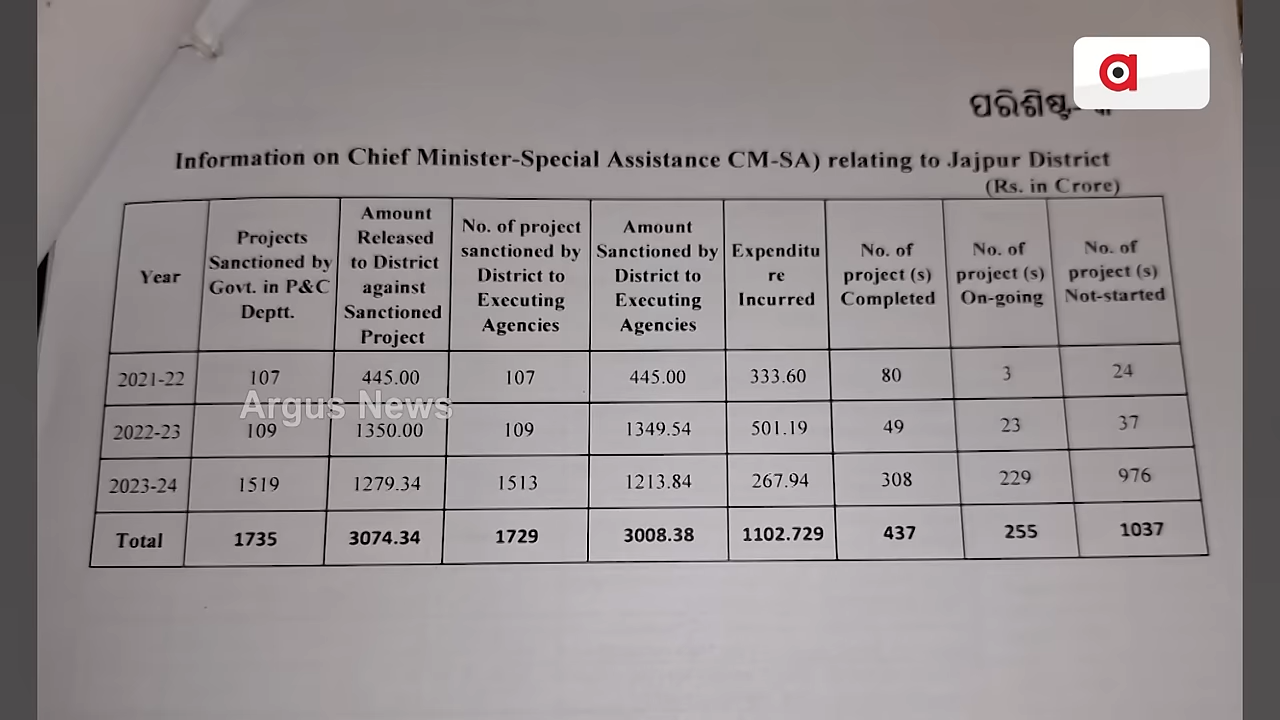 ପରିଶିଷ୍ଟ
Information on Chief Minister-Special Assistance CM-SA) relating to Jajpur District
(Rs. in Crore)
Year
Projects
Sanctioned by
Govt. in P&C
Deptt.
Amount
Released
to District
against
Sanctioned
Project
No. of project
sanctioned by
District to
Executing
Agencies
Amount
Sanctioned by
District to
Executing
Agencies
Expenditu
re
Incurred
No. of
project (s)
Completed
No. of
project (s)
On-going
No. of
project (s)
Not-started
2021-22 107 445.00 107 445.00 333.60 80 3 24
Argus News
2022-23 109 1350.00 109 1349.54 501.19 49 23 37
2023-24 1519 1279.34 1513 1213.84 267.94 308 229 976
Total 1735 3074.34 1729 3008.38 1102.729 437 255 1037